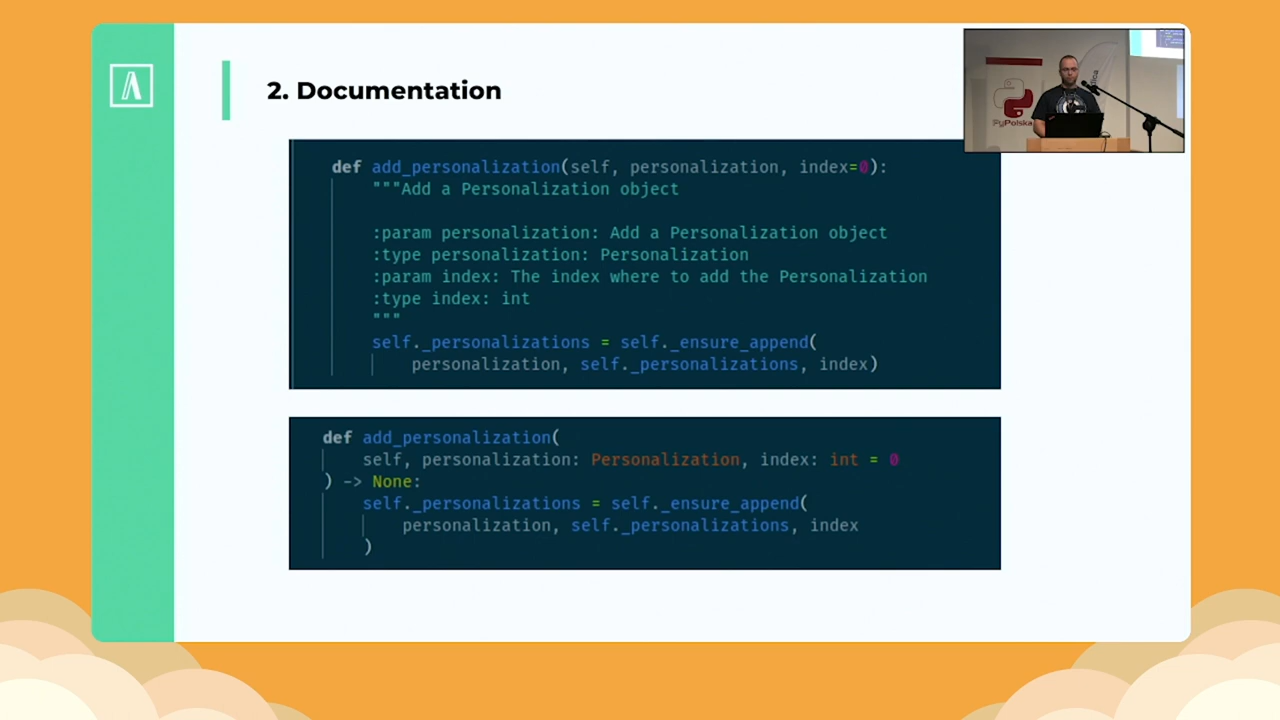 2. Documentation
def add_personalization(self, personalization, index=0):
"""Add a Personalization object
:param personalization: Add a Personalization object
:type personalization: Personalization
:param index: The index where to add the Personalization
:type index: int
"""
self._personalizations = self._ensure_append(
personalization, self._personalizations, index)
def add_personalization(
self, personalization: Personalization, index: int = 0
) -> None:
self._personalizations = self._ensure_append(
personalization, self._personalizations, index
)
PyPolska